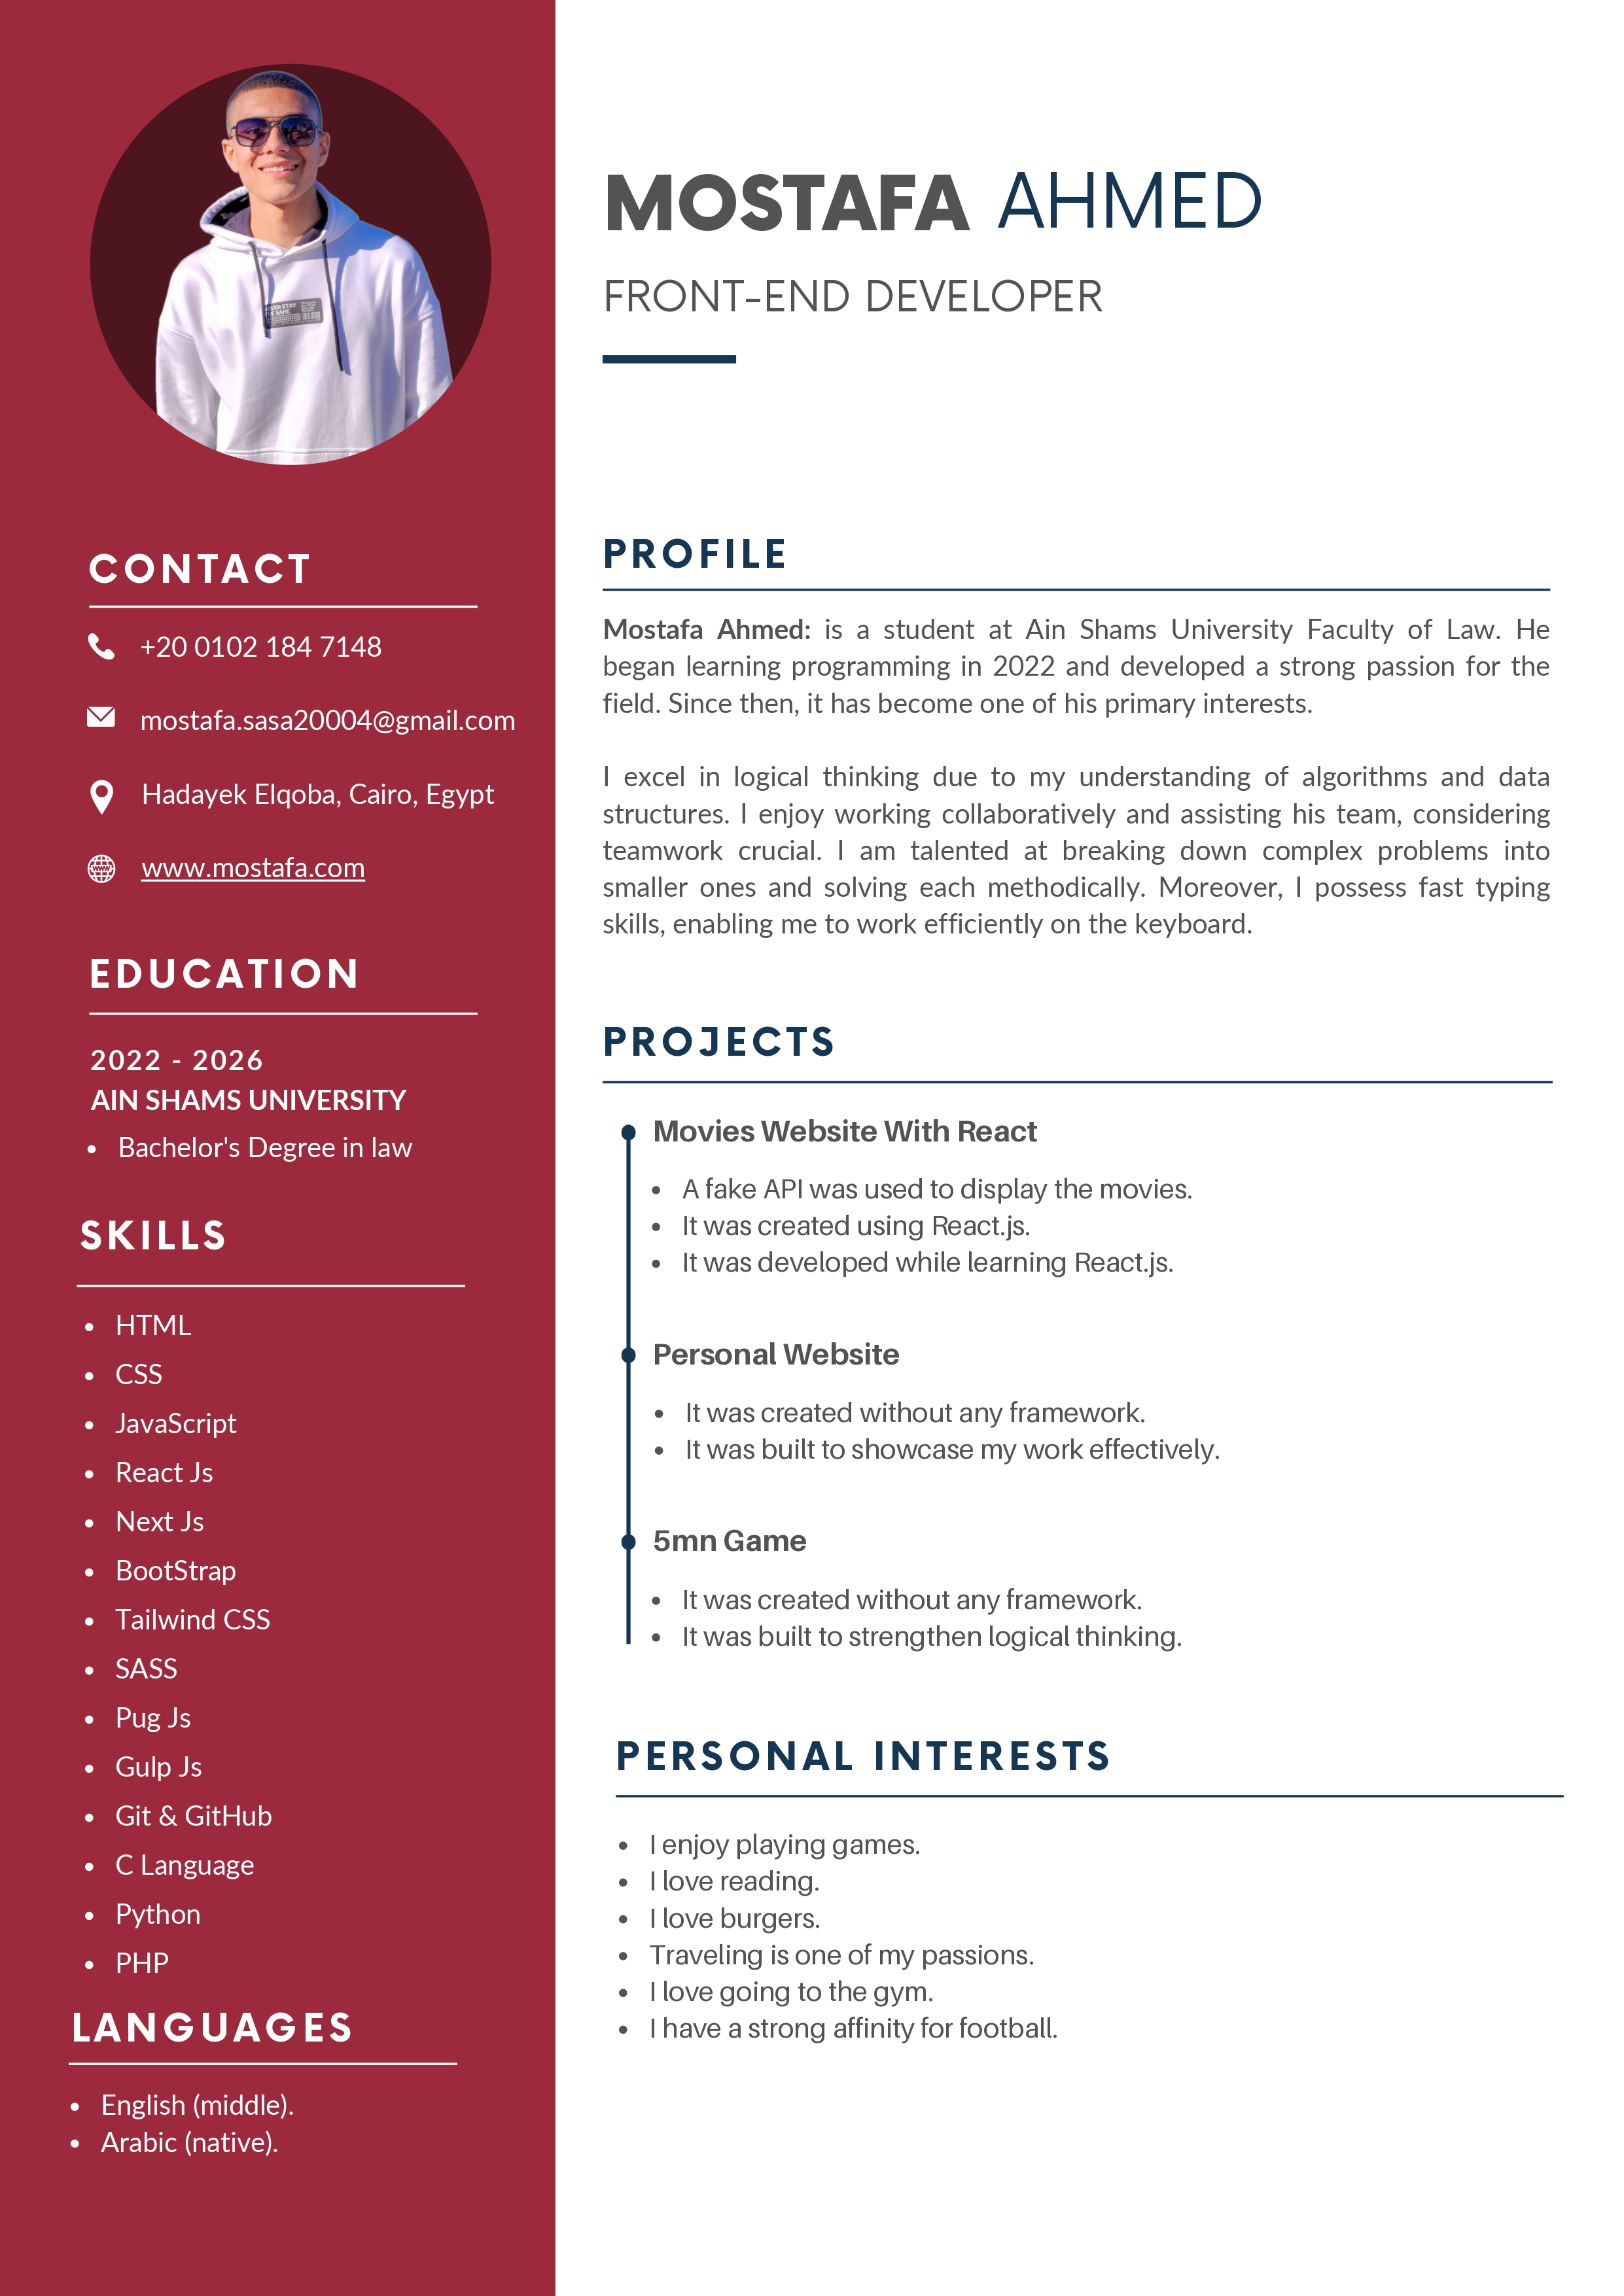 MOSTAFA AHMED
FRONT-END DEVELOPER
CONTACT
+20 0102 184 7148
mostafa.sasa20004@gmail.com
Hadayek Elqoba, Cairo, Egypt
www.mostafa.com
EDUCATION
2022 - 2026
AIN SHAMS UNIVERSITY
• Bachelor's Degree in law
SKILLS
• HTML
• CSS
• JavaScript
• React Js
• Next Js
• BootStrap
• Tailwind CSS
• SASS
• Pug Js
• Gulp Js
• Git & GitHub
• C Language
• Python
• PHP
LANGUAGES
• English (middle).
• Arabic (native).
PROFILE
Mostafa Ahmed: is a student at Ain Shams University Faculty of Law. He
began learning programming in 2022 and developed a strong passion for the
field. Since then, it has become one of his primary interests.
I excel in logical thinking due to my understanding of algorithms and data
structures. I enjoy working collaboratively and assisting his team, considering
teamwork crucial. I am talented at breaking down complex problems into
smaller ones and solving each methodically. Moreover, I possess fast typing
skills, enabling me to work efficiently on the keyboard.
PROJECTS
Movies Website With React
• A fake API was used to display the movies.
• It was created using React.js.
• It was developed while learning React.js.
Personal Website
• It was created without any framework.
• It was built to showcase my work effectively.
5mn Game
• It was created without any framework.
• It was built to strengthen logical thinking.
PERSONAL INTERESTS
• I enjoy playing games.
• I love reading.
• I love burgers.
• Traveling is one of my passions.
• I love going to the gym.
• I have a strong affinity for football.